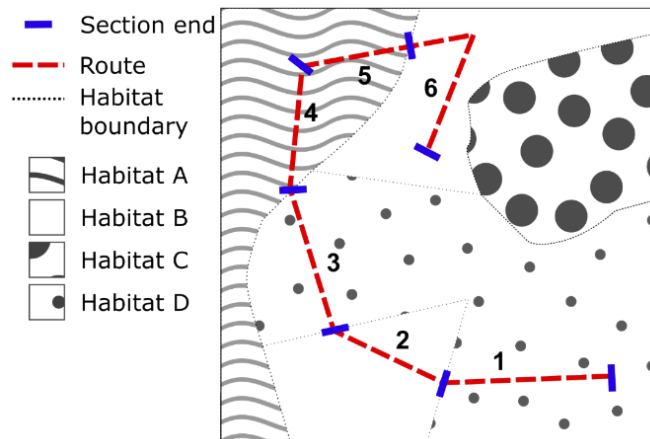 Section end
Route
Habitat
boundary
Habitat A
Habitat B
Habitat C
Habitat D
5
6
4
3
2
1